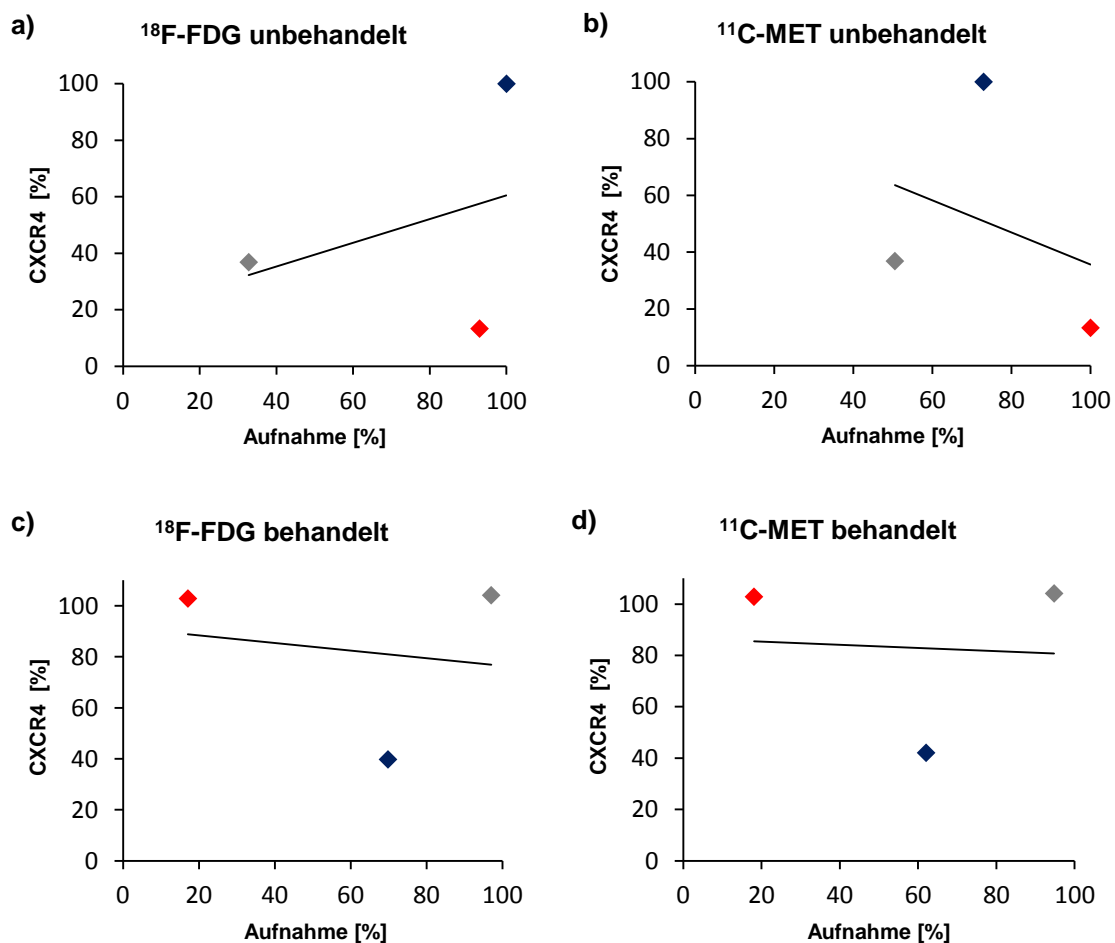 a)
¹⁸F-FDG unbehandelt
100
80
60
40
20
0
CXCR4 [%]
0 20 40 60 80 100
Aufnahme [%]
b)
¹¹C-MET unbehandelt
100
80
60
40
20
0
CXCR4 [%]
0 20 40 60 80 100
Aufnahme [%]
c)
¹⁸F-FDG behandelt
100
80
60
40
20
0
CXCR4 [%]
0 20 40 60 80 100
Aufnahme [%]
d)
¹¹C-MET behandelt
100
80
60
40
20
0
CXCR4 [%]
0 20 40 60 80 100
Aufnahme [%]